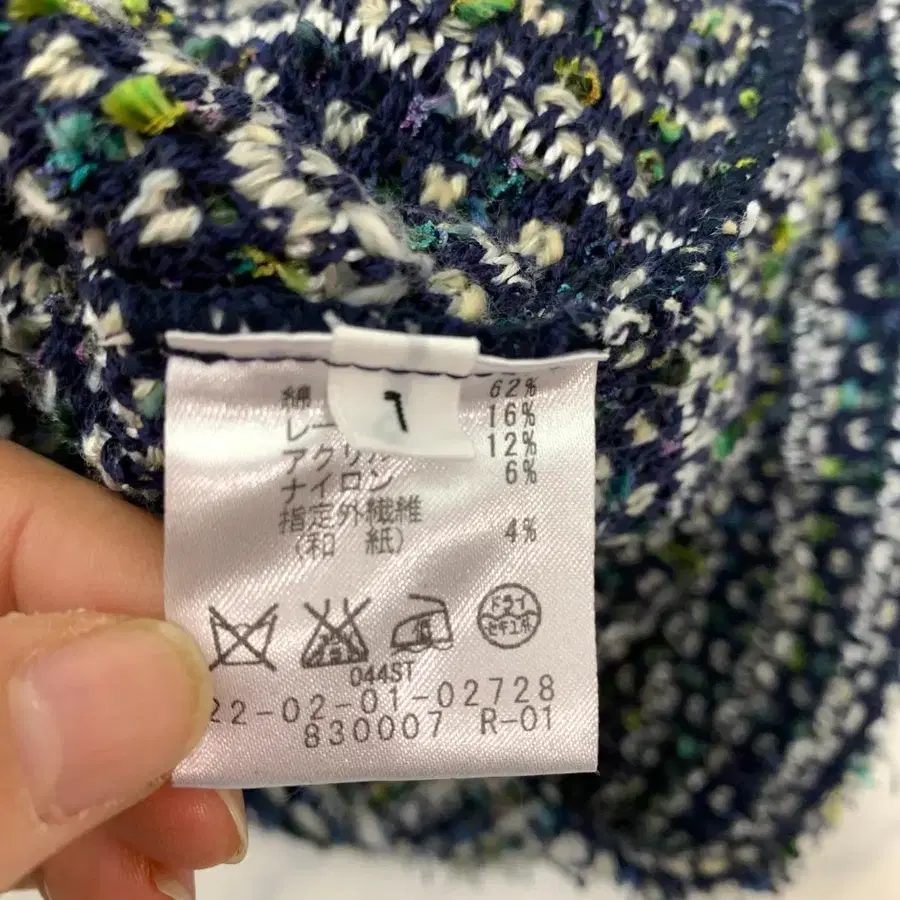 綿 62%
レー 16%
アクリル 12%
ナイロン 6%
指定外繊維
(和 紙) 4%
1
ドライ
セキユ系
044ST
22-02-01-02728
830007 R-01